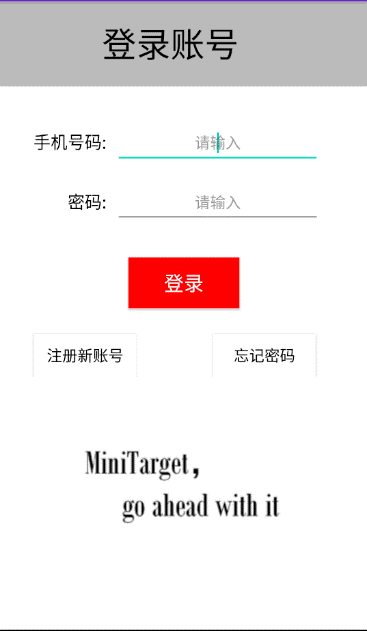 登录账号
手机号码: 请输入
密码: 请输入
登录
注册新账号 忘记密码
MiniTarget,
go ahead with it